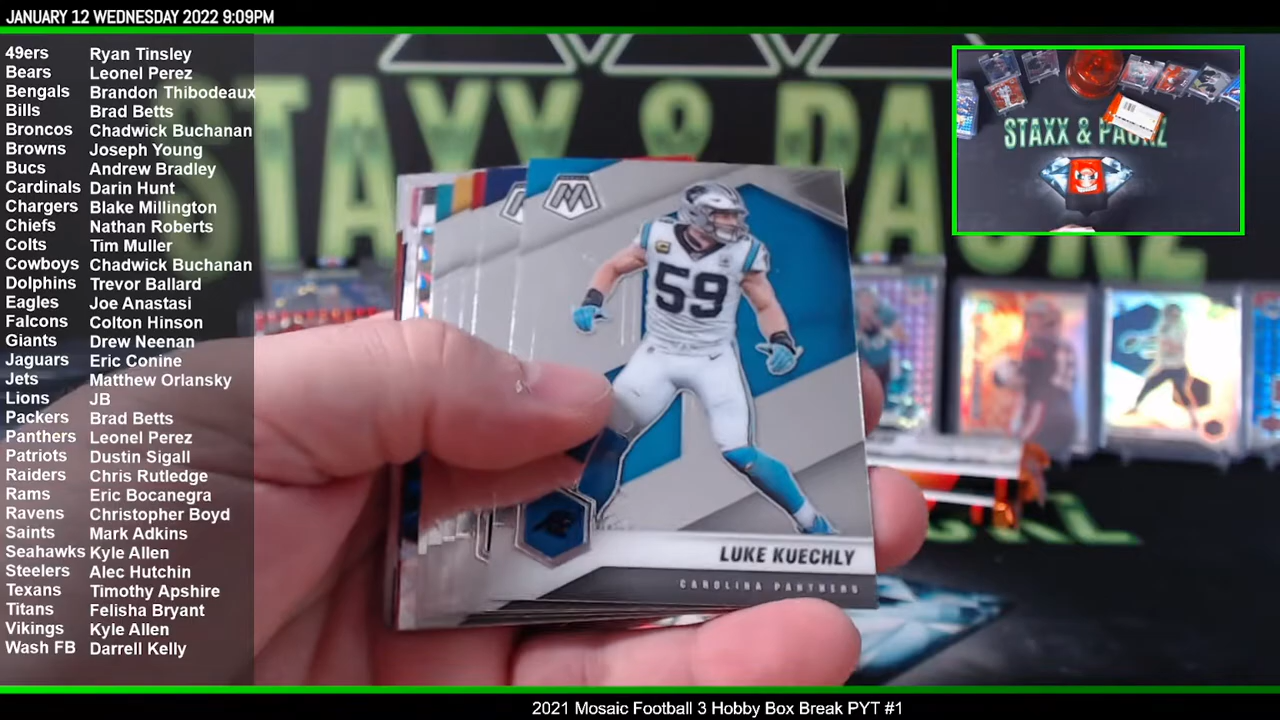 JANUARY 12 WEDNESDAY 2022 9:09PM
49ers Ryan Tinsley
Bears Leonel Perez
Bengals Brandon Thibodeaux
Bills Brad Betts
Broncos Chadwick Buchanan
Browns Joseph Young
Bucs Andrew Bradley
Cardinals Darin Hunt
Chargers Blake Millington
Chiefs Nathan Roberts
Colts Tim Muller
Cowboys Chadwick Buchanan
Dolphins Trevor Ballard
Eagles Joe Anastasi
Falcons Colton Hinson
Giants Drew Neenan
Jaguars Eric Conine
Jets Matthew Orlansky
Lions JB
Packers Brad Betts
Panthers Leonel Perez
Patriots Dustin Sigall
Raiders Chris Rutledge
Rams Eric Bocanegra
Ravens Christopher Boyd
Saints Mark Adkins
Seahawks Kyle Allen
Steelers Alec Hutchin
Texans Timothy Apshire
Titans Felisha Bryant
Vikings Kyle Allen
Wash FB Darrell Kelly
STAXX & PACKZ
STAXX & PACKZ
M
59
LUKE KUECHLY
CAROLINA PANTHERS
2021 Mosaic Football 3 Hobby Box Break PYT #1